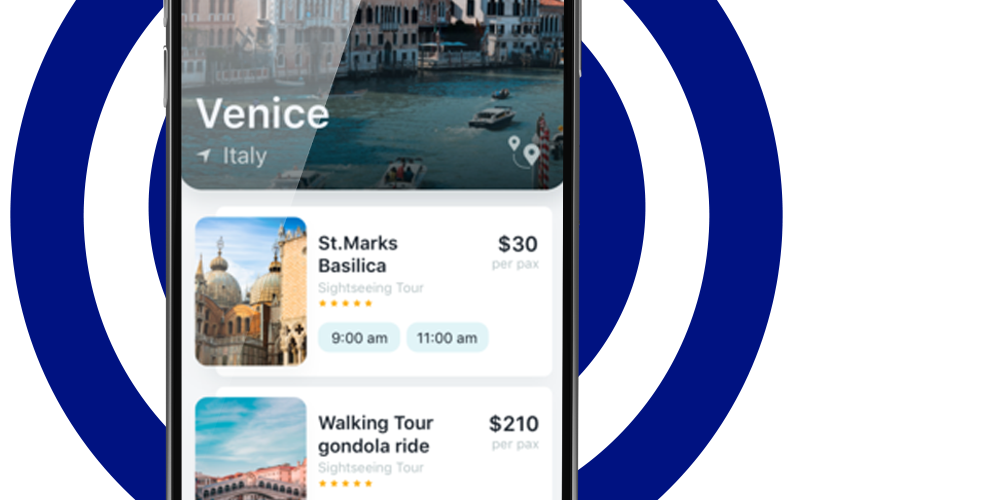 Venice
Italy
St.Marks
Basilica
$30
per pax
Sightseeing Tour
9:00 am
11:00 am
Walking Tour
gondola ride
$210
per pax
Sightseeing Tour